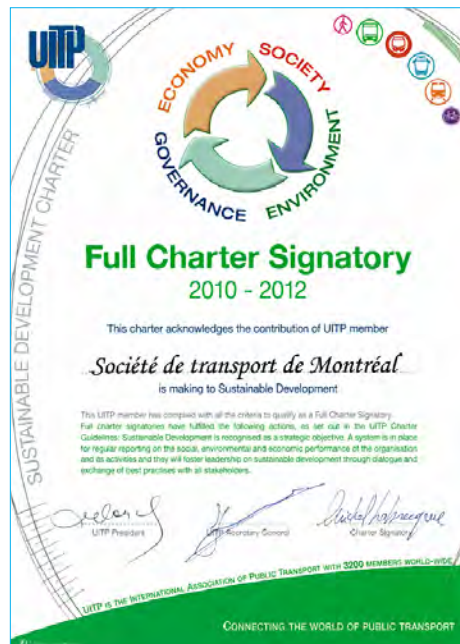 UITP
ECONOMY
SOCIETY
ENVIRONMENT
GOVERNANCE
SUSTAINABLE DEVELOPMENT CHARTER
Full Charter Signatory
2010 - 2012
This charter acknowledges the contribution of UITP member
Société de transport de Montréal
is making to Sustainable Development
This UITP member has complied with all the criteria to qualify as a Full Charter Signatory.
Full charter signatories have fulfilled the following actions, as set out in the UITP Charter
Guidelines: Sustainable Development is recognised as a strategic objective. A system is in place
for regular reporting on the social, environmental and economic performance of the organisation
and its activities and they will foster leadership on sustainable development through dialogue and
exchange of best practises with all stakeholders.
UITP President
UITP Secretary General
Charter Signatory
UITP IS THE INTERNATIONAL ASSOCIATION OF PUBLIC TRANSPORT WITH 3200 MEMBERS WORLD-WIDE
CONNECTING THE WORLD OF PUBLIC TRANSPORT